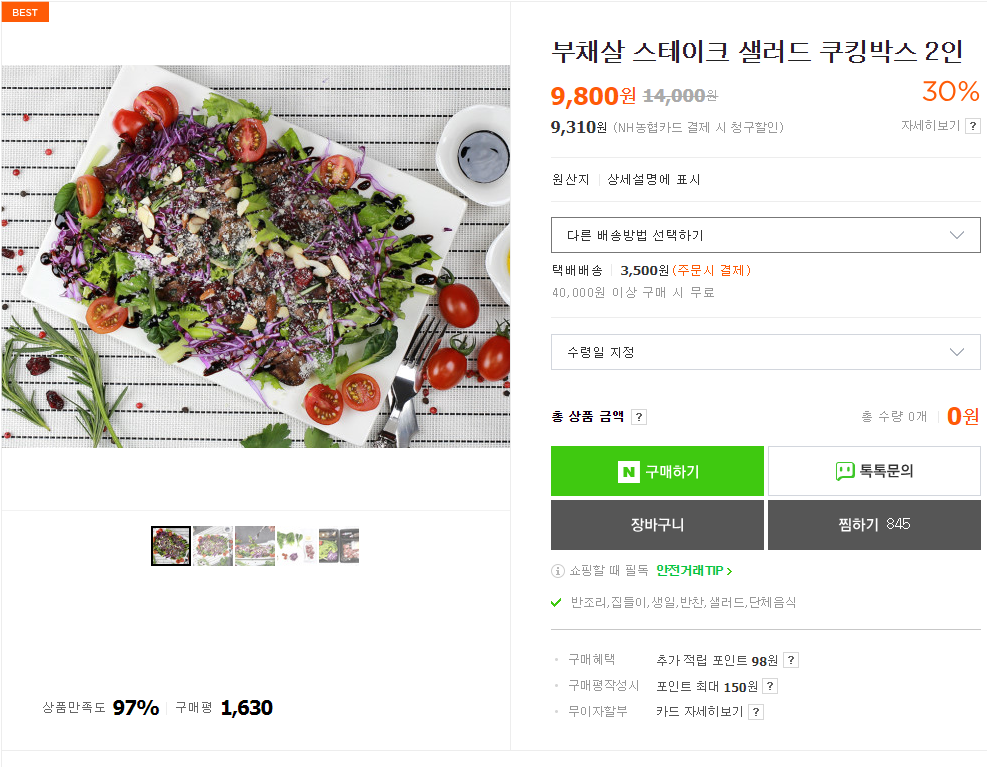 BEST
부채살 스테이크 샐러드 쿠킹박스 2인
9,800원 14,000원 30%
9,310원 (NH농협카드 결제 시 청구할인) 자세히보기 ?
원산지 상세설명에 표시
다른 배송방법 선택하기
택배배송 3,500원(주문시 결제)
40,000원 이상 구매 시 무료
수령일 지정
총 상품 금액 ? 총 수량 0개 0원
N 구매하기 톡톡문의
장바구니 찜하기 845
쇼핑할 때 필독 안전거래TIP >
반조리,집들이,생일,반찬,샐러드,단체음식
구매혜택 추가 적립 포인트 98원 ?
구매평작성시 포인트 최대 150원 ?
무이자할부 카드 자세히보기 ?
상품만족도 97% 구매평 1,630